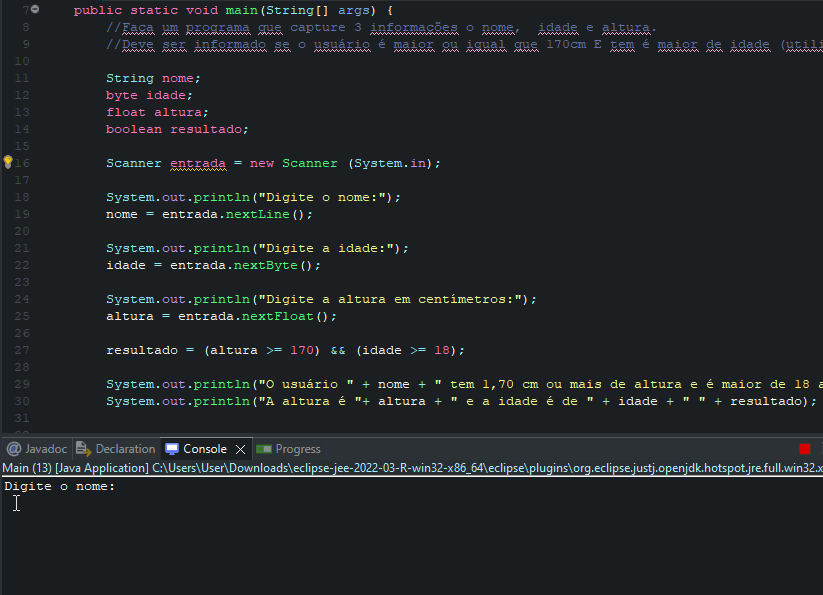 7 public static void main(String[] args) {
8 //Faça um programa que capture 3 informações o nome,  idade e altura.
9 //Deve ser informado se o usuário é maior ou igual que 170cm E tem é maior de idade (utili
10
11 String nome;
12 byte idade;
13 float altura;
14 boolean resultado;
15
16 Scanner entrada = new Scanner (System.in);
17
18 System.out.println("Digite o nome:");
19 nome = entrada.nextLine();
20
21 System.out.println("Digite a idade:");
22 idade = entrada.nextByte();
23
24 System.out.println("Digite a altura em centímetros:");
25 altura = entrada.nextFloat();
26
27 resultado = (altura >= 170) && (idade >= 18);
28
29 System.out.println("O usuário " + nome + " tem 1,70 cm ou mais de altura e é maior de 18 a
30 System.out.println("A altura é "+ altura + " e a idade é de " + idade + " " + resultado);
31
@ Javadoc Declaration Console Progress
Main (13) [Java Application] C:\Users\User\Downloads\eclipse-jee-2022-03-R-win32-x86_64\eclipse\plugins\org.eclipse.justj.openjdk.hotspot.jre.full.win32.x
Digite o nome: